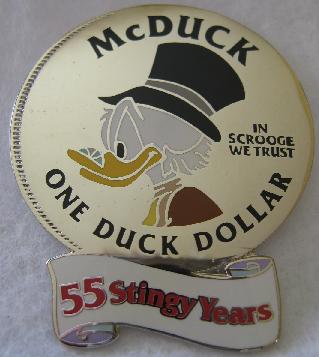 McDUCK
IN
SCROOGE
WE TRUST
ONE DUCK DOLLAR
55 Stingy Years